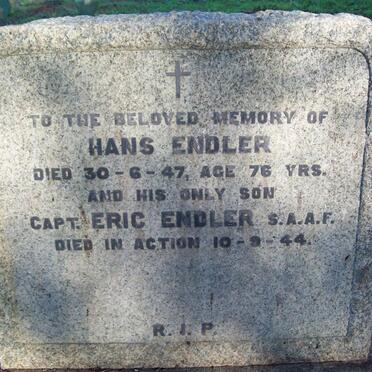 TO THE BELOVED MEMORY OF
HANS ENDLER
DIED 30-6-47, AGE 76 YRS.
AND HIS ONLY SON
CAPT. ERIC ENDLER S.A.A.F.
DIED IN ACTION 10-9-44.
R.I.P.